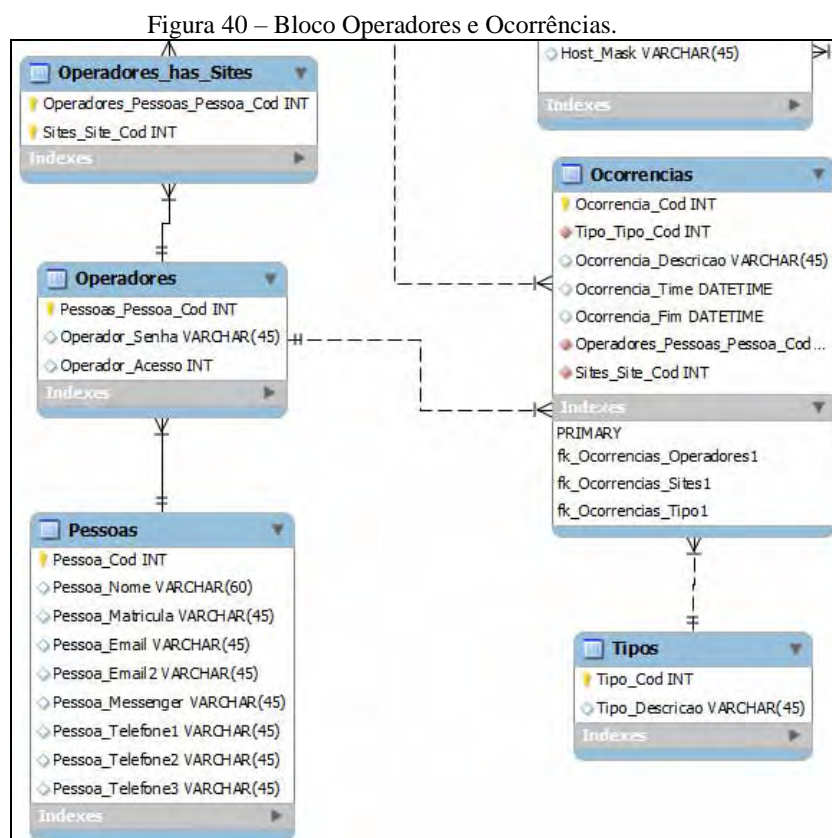 Figura 40 – Bloco Operadores e Ocorrências.
Operadores_has_Sites
Operadores_Pessoas_Pessoa_Cod INT
Sites_Site_Cod INT
Indexes
Host_Mask VARCHAR(45)
Indexes
Operadores
Pessoas_Pessoa_Cod INT
Operador_Senha VARCHAR(45)
Operador_Acesso INT
Indexes
Ocorrencias
Ocorrencia_Cod INT
Tipo_Tipo_Cod INT
Ocorrencia_Descricao VARCHAR(45)
Ocorrencia_Time DATETIME
Ocorrencia_Fim DATETIME
Operadores_Pessoas_Pessoa_Cod...
Sites_Site_Cod INT
Indexes
PRIMARY
fk_Ocorrencias_Operadores1
fk_Ocorrencias_Sites1
fk_Ocorrencias_Tipo1
Pessoas
Pessoa_Cod INT
Pessoa_Nome VARCHAR(60)
Pessoa_Matricula VARCHAR(45)
Pessoa_Email VARCHAR(45)
Pessoa_Email2 VARCHAR(45)
Pessoa_Messenger VARCHAR(45)
Pessoa_Telefone1 VARCHAR(45)
Pessoa_Telefone2 VARCHAR(45)
Pessoa_Telefone3 VARCHAR(45)
Indexes
Tipos
Tipo_Cod INT
Tipo_Descricao VARCHAR(45)
Indexes